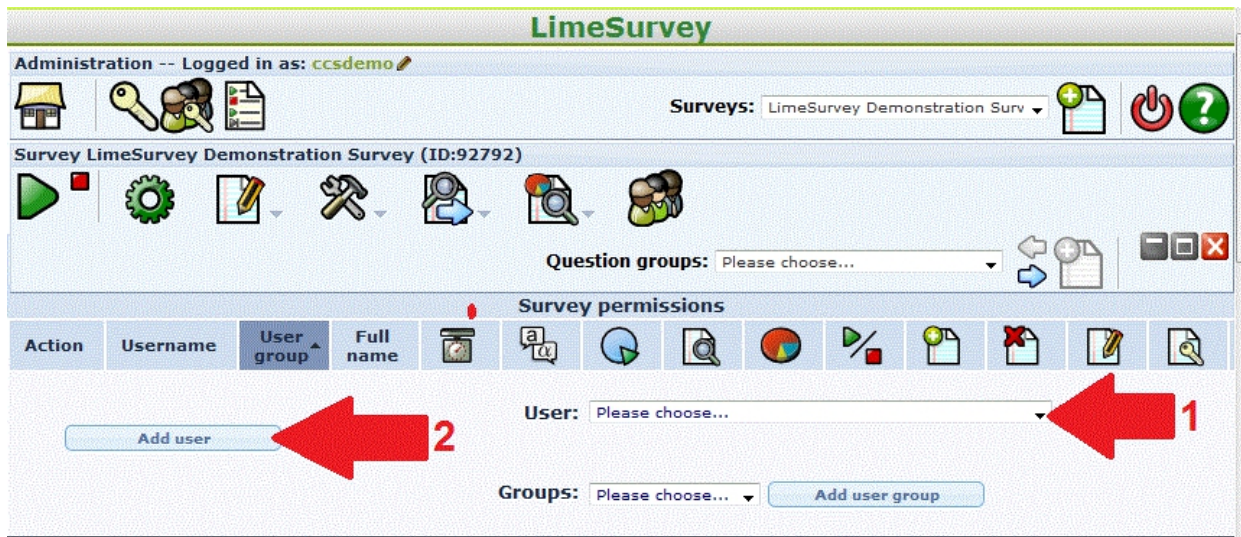 LimeSurvey
Administration -- Logged in as: ccsdemo
Surveys: LimeSurvey Demonstration Surv
?
Survey LimeSurvey Demonstration Survey (ID:92792)
Question groups: Please choose...
Survey permissions
Action Username User group Full name
User: Please choose... 1
Add user 2
Groups: Please choose... Add user group